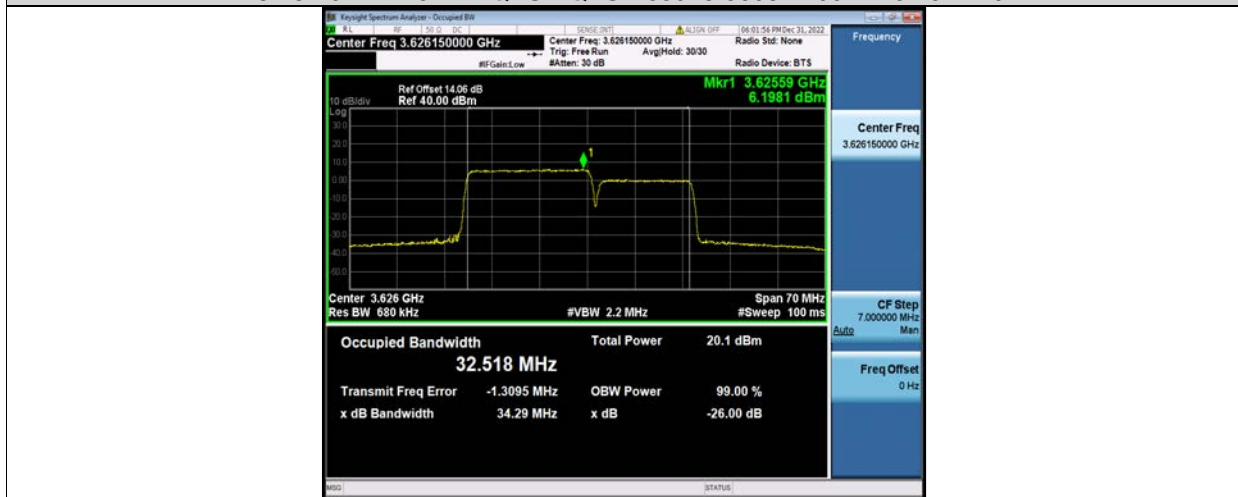 Keysight Spectrum Analyzer - Occupied BW
RL RF 50 Ω DC SENSE:INT ALIGN OFF 06:01:56 PM Dec 31, 2022
Center Freq 3.626150000 GHz
Center Freq: 3.626150000 GHz
Radio Std: None
Trig: Free Run Avg|Hold: 30/30
#IFGain:Low
#Atten: 30 dB
Radio Device: BTS
Frequency
Ref Offset 14.06 dB
Mkr1 3.62559 GHz
10 dB/div Ref 40.00 dBm
6.1981 dBm
Log
30.0
20.0
10.0
0.00
-10.0
-20.0
-30.0
-40.0
1
Center 3.626 GHz
Span 70 MHz
Res BW 680 kHz
#VBW 2.2 MHz
#Sweep 100 ms
Occupied Bandwidth
Total Power 20.1 dBm
32.518 MHz
Transmit Freq Error -1.3095 MHz
OBW Power 99.00 %
x dB Bandwidth 34.29 MHz
x dB -26.00 dB
Center Freq
3.626150000 GHz
CF Step
7.000000 MHz
Auto Man
Freq Offset
0 Hz
MSG
STATUS